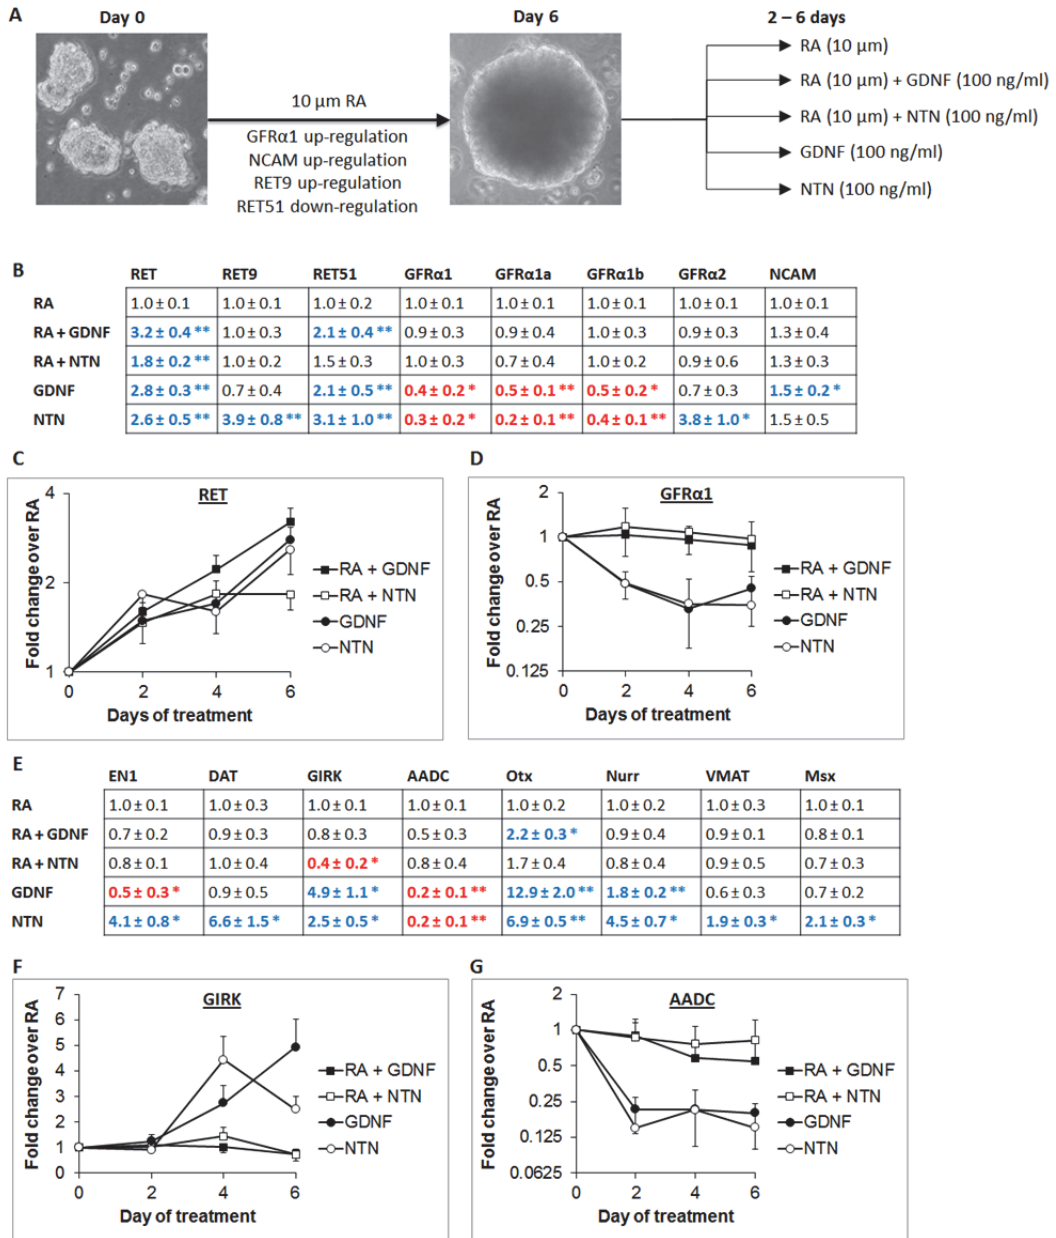 A
Day 0
Day 6
2 – 6 days
10 µm RA
GFRα1 up-regulation
NCAM up-regulation
RET9 up-regulation
RET51 down-regulation
RA (10 µm)
RA (10 µm) + GDNF (100 ng/ml)
RA (10 µm) + NTN (100 ng/ml)
GDNF (100 ng/ml)
NTN (100 ng/ml)
B
RET RET9 RET51 GFRα1 GFRα1a GFRα1b GFRα2 NCAM
RA 1.0 ± 0.1 1.0 ± 0.1 1.0 ± 0.2 1.0 ± 0.1 1.0 ± 0.1 1.0 ± 0.1 1.0 ± 0.1 1.0 ± 0.1
RA + GDNF 3.2 ± 0.4 ** 1.0 ± 0.3 2.1 ± 0.4 ** 0.9 ± 0.3 0.9 ± 0.4 1.0 ± 0.3 0.9 ± 0.3 1.3 ± 0.4
RA + NTN 1.8 ± 0.2 ** 1.0 ± 0.2 1.5 ± 0.3 1.0 ± 0.3 0.7 ± 0.4 1.0 ± 0.2 0.9 ± 0.6 1.3 ± 0.3
GDNF 2.8 ± 0.3 ** 0.7 ± 0.4 2.1 ± 0.5 ** 0.4 ± 0.2 * 0.5 ± 0.1 ** 0.5 ± 0.2 * 0.7 ± 0.3 1.5 ± 0.2 *
NTN 2.6 ± 0.5 ** 3.9 ± 0.8 ** 3.1 ± 1.0 ** 0.3 ± 0.2 * 0.2 ± 0.1 ** 0.4 ± 0.1 ** 3.8 ± 1.0 * 1.5 ± 0.5
C
RET
Fold change over RA
4
2
1
0 2 4 6
Days of treatment
RA + GDNF
RA + NTN
GDNF
NTN
D
GFRα1
Fold change over RA
2
1
0.5
0.25
0.125
0 2 4 6
Days of treatment
RA + GDNF
RA + NTN
GDNF
NTN
E
EN1 DAT GIRK AADC Otx Nurr VMAT Msx
RA 1.0 ± 0.1 1.0 ± 0.3 1.0 ± 0.1 1.0 ± 0.1 1.0 ± 0.2 1.0 ± 0.2 1.0 ± 0.3 1.0 ± 0.1
RA + GDNF 0.7 ± 0.2 0.9 ± 0.3 0.8 ± 0.3 0.5 ± 0.3 2.2 ± 0.3 * 0.9 ± 0.4 0.9 ± 0.1 0.8 ± 0.1
RA + NTN 0.8 ± 0.1 1.0 ± 0.4 0.4 ± 0.2 * 0.8 ± 0.4 1.7 ± 0.4 0.8 ± 0.4 0.9 ± 0.5 0.7 ± 0.3
GDNF 0.5 ± 0.3 * 0.9 ± 0.5 4.9 ± 1.1 * 0.2 ± 0.1 ** 12.9 ± 2.0 ** 1.8 ± 0.2 ** 0.6 ± 0.3 0.7 ± 0.2
NTN 4.1 ± 0.8 * 6.6 ± 1.5 * 2.5 ± 0.5 * 0.2 ± 0.1 ** 6.9 ± 0.5 ** 4.5 ± 0.7 * 1.9 ± 0.3 * 2.1 ± 0.3 *
F
GIRK
Fold change over RA
7
6
5
4
3
2
1
0
0 2 4 6
Day of treatment
RA + GDNF
RA + NTN
GDNF
NTN
G
AADC
Fold change over RA
2
1
0.5
0.25
0.125
0.0625
0 2 4 6
Day of treatment
RA + GDNF
RA + NTN
GDNF
NTN